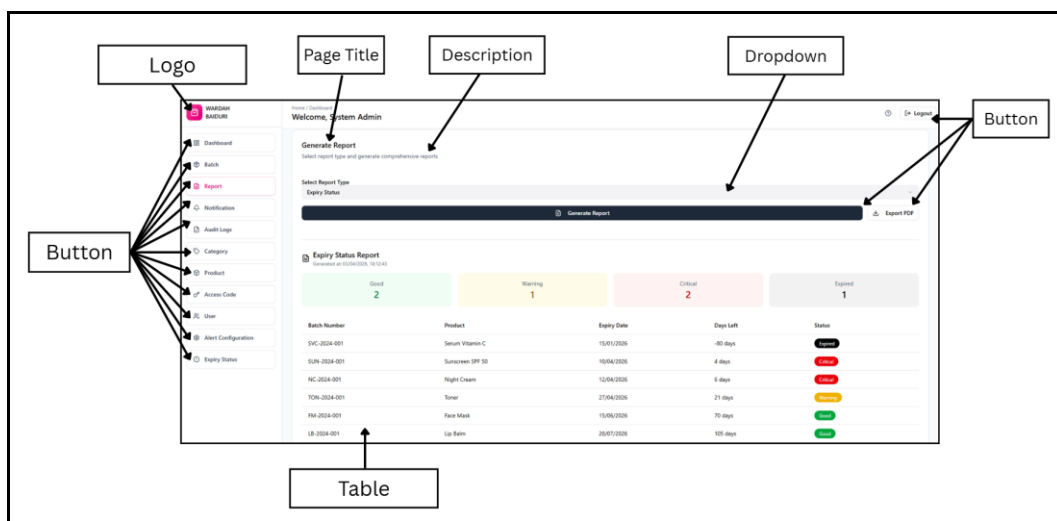 Logo
Page Title
Description
Dropdown
Button
Button
Table
WARDAH
BAIDURI
Dashboard
Batch
Report
Notification
Audit Logs
Category
Product
Access Code
User
Alert Configuration
Expiry Status
Home / Dashboard
Welcome, System Admin
Logout
Generate Report
Select report type and generate comprehensive reports
Select Report Type
Expiry Status
Generate Report
Export PDF
Expiry Status Report
Good Warning Critical Expired
2 1 2 1
Batch Number Product Expiry Date Days Left Status
SVC-2024-001 Serum Vitamin C 15/01/2026 -80 days Expired
SUN-2024-001 Sunscreen SPF 50 10/04/2026 4 days Critical
NC-2024-001 Night Cream 12/04/2026 6 days Critical
TON-2024-001 Toner 27/04/2026 21 days Warning
FM-2024-001 Face Mask 15/06/2026 70 days Good
LB-2024-001 Lip Balm 20/07/2026 105 days Good